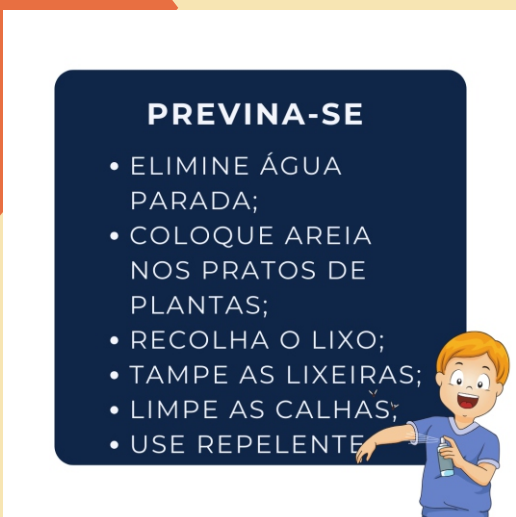 PREVINA-SE
• ELIMINE ÁGUA
PARADA;
• COLOQUE AREIA
NOS PRATOS DE
PLANTAS;
• RECOLHA O LIXO;
• TAMPE AS LIXEIRAS;
• LIMPE AS CALHAS;
• USE REPELENTE